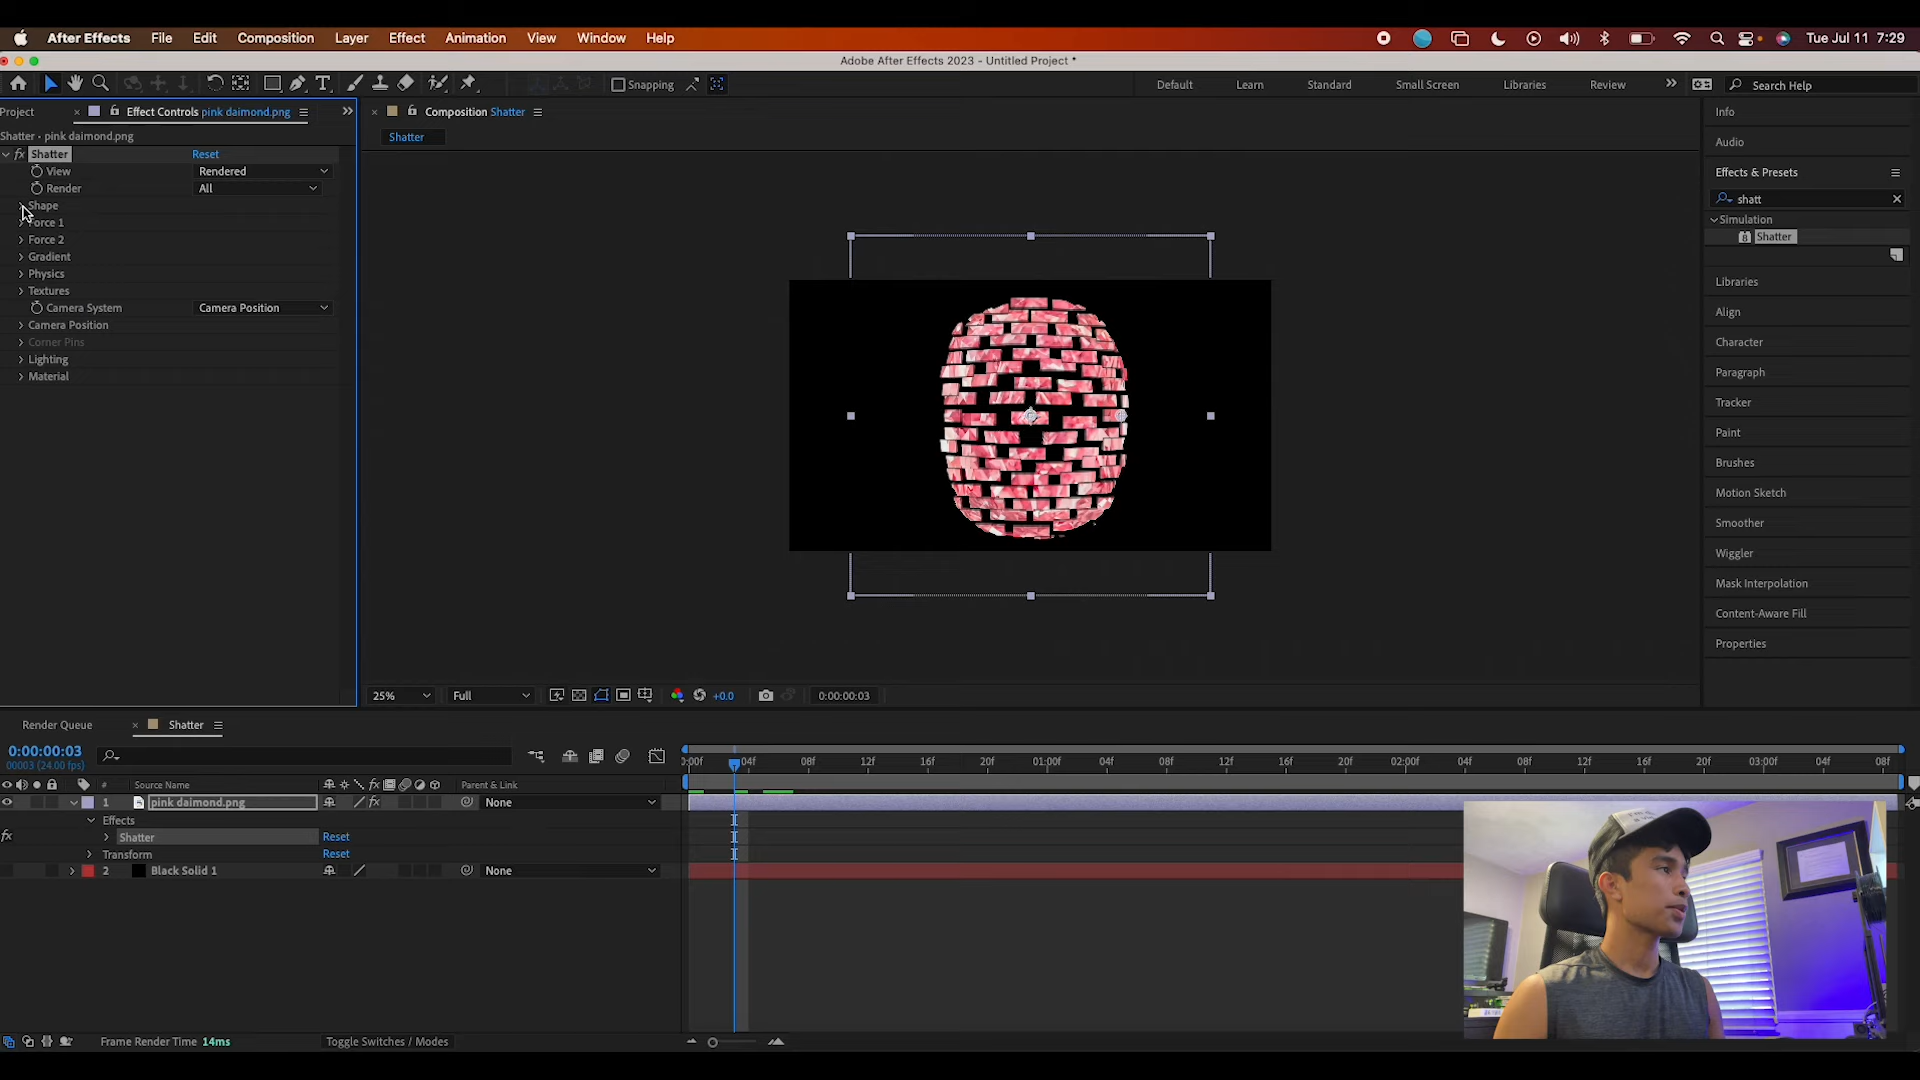 After Effects File Edit Composition Layer Effect Animation View Window Help Tue Jul 11 7:29
Adobe After Effects 2023 - Untitled Project *
Snapping Default Learn Standard Small Screen Libraries Review Search Help
Project Effect Controls pink daimond.png
Shatter • pink daimond.png
fx Shatter Reset
View Rendered
Render All
Shape
Force 1
Force 2
Gradient
Physics
Textures
Camera System Camera Position
Camera Position
Corner Pins
Lighting
Material
Composition Shatter
Shatter
25% Full +0.0 0:00:00:03
Info
Audio
Effects & Presets
shatt
Simulation
8 Shatter
Libraries
Align
Character
Paragraph
Tracker
Paint
Brushes
Motion Sketch
Smoother
Wiggler
Mask Interpolation
Content-Aware Fill
Properties
Render Queue Shatter
0:00:00:03
00003 (24.00 fps)
:00f 04f 08f 12f 16f 20f 01:00f 04f 08f 12f 16f 20f 02:00f 04f 08f 12f 16f 20f 03:00f 04f 08f
# Source Name fx Parent & Link
1 pink daimond.png fx None
Effects
fx Shatter Reset
Transform Reset
2 Black Solid 1 None
Frame Render Time 14ms Toggle Switches / Modes